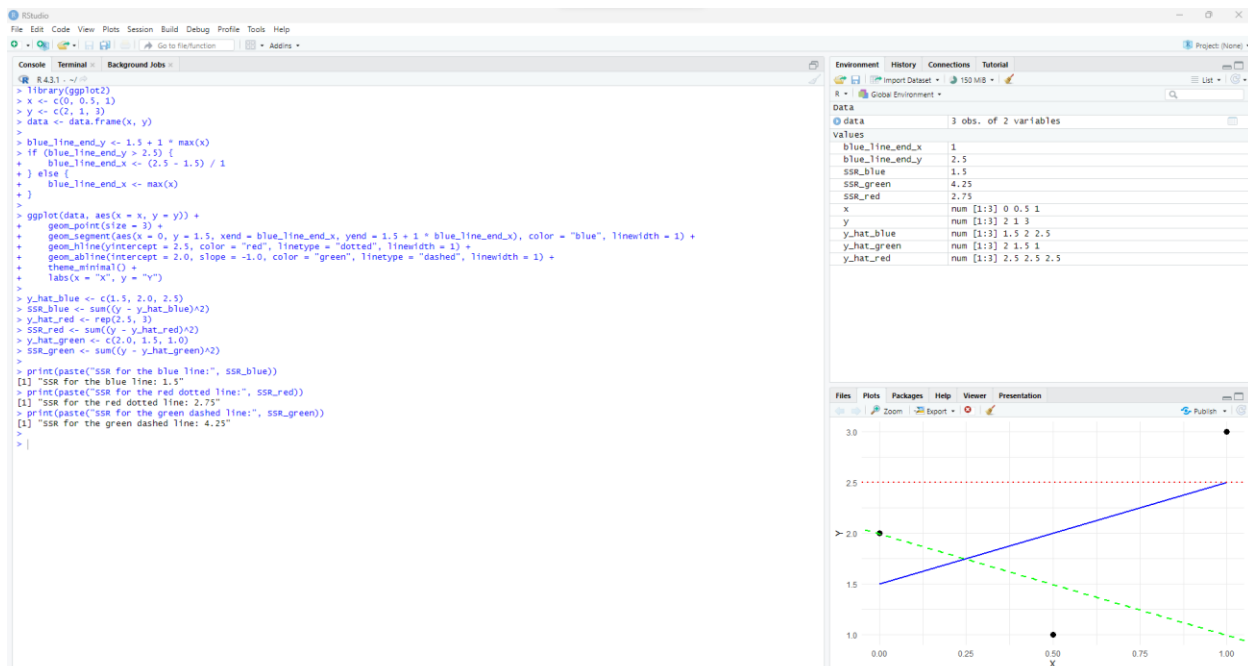 RStudio
File Edit Code View Plots Session Build Debug Profile Tools Help
Go to file/function Addins Project: (None)
Console Terminal Background Jobs
R 4.3.1 · ~/
> library(ggplot2)
> x <- c(0, 0.5, 1)
> y <- c(2, 1, 3)
> data <- data.frame(x, y)
>
> blue_line_end_y <- 1.5 + 1 * max(x)
> if (blue_line_end_y > 2.5) {
+     blue_line_end_x <- (2.5 - 1.5) / 1
+ } else {
+     blue_line_end_x <- max(x)
+ }
>
> ggplot(data, aes(x = x, y = y)) +
+     geom_point(size = 3) +
+     geom_segment(aes(x = 0, y = 1.5, xend = blue_line_end_x, yend = 1.5 + 1 * blue_line_end_x), color = "blue", linewidth = 1) +
+     geom_hline(yintercept = 2.5, color = "red", linetype = "dotted", linewidth = 1) +
+     geom_abline(intercept = 2.0, slope = -1.0, color = "green", linetype = "dashed", linewidth = 1) +
+     theme_minimal() +
+     labs(x = "X", y = "Y")
>
> y_hat_blue <- c(1.5, 2.0, 2.5)
> SSR_blue <- sum((y - y_hat_blue)^2)
> y_hat_red <- rep(2.5, 3)
> SSR_red <- sum((y - y_hat_red)^2)
> y_hat_green <- c(2.0, 1.5, 1.0)
> SSR_green <- sum((y - y_hat_green)^2)
>
> print(paste("SSR for the blue line:", SSR_blue))
[1] "SSR for the blue line: 1.5"
> print(paste("SSR for the red dotted line:", SSR_red))
[1] "SSR for the red dotted line: 2.75"
> print(paste("SSR for the green dashed line:", SSR_green))
[1] "SSR for the green dashed line: 4.25"
>
>
Environment History Connections Tutorial
Import Dataset 150 MiB List
R Global Environment
Data
data 3 obs. of 2 variables
Values
blue_line_end_x 1
blue_line_end_y 2.5
SSR_blue 1.5
SSR_green 4.25
SSR_red 2.75
x num [1:3] 0 0.5 1
y num [1:3] 2 1 3
y_hat_blue num [1:3] 1.5 2 2.5
y_hat_green num [1:3] 2 1.5 1
y_hat_red num [1:3] 2.5 2.5 2.5
Files Plots Packages Help Viewer Presentation
Zoom Export Publish
3.0
2.5
Y 2.0
1.5
1.0
0.00 0.25 0.50 0.75 1.00
X